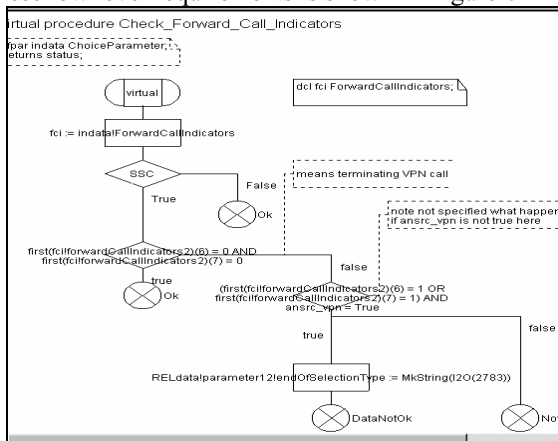 irtual procedure Check_Forward_Call_Indicators
fpar indata ChoiceParameter;
eturns status;
virtual
dcl fci ForwardCallIndicators;
fci := indata!ForwardCallIndicators
SSC
False
means terminating VPN call
True
Ok
note not specified what happen
if ansrc_vpn is not true here
first(fci!forwardCallIndicators2)(6) = 0 AND
first(fci!forwardCallIndicators2)(7) = 0
false
true
Ok
(first(fci!forwardCallIndicators2)(6) = 1 OR
first(fci!forwardCallIndicators2)(7) = 1) AND
ansrc_vpn = True
true
false
RELdata!parameter12!endOfSelectionType := MkString(I2O(2783))
DataNotOk
Not